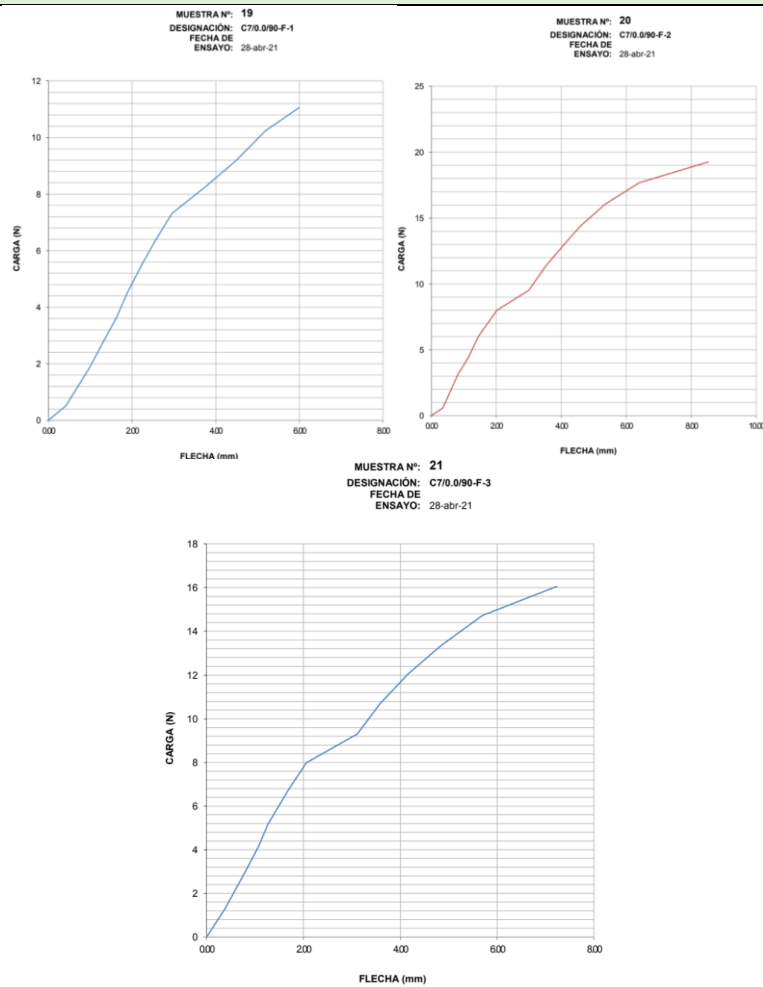 MUESTRA Nº: 19
DESIGNACIÓN: C7/0.0/90-F-1
FECHA DE
ENSAYO: 28-abr-21
12
10
8
6
4
2
0
CARGA (N)
0.00 2.00 4.00 6.00 8.00
FLECHA (mm)
MUESTRA Nº: 20
DESIGNACIÓN: C7/0.0/90-F-2
FECHA DE
ENSAYO: 28-abr-21
25
20
15
10
5
0
CARGA (N)
0.00 2.00 4.00 6.00 8.00 10.00
FLECHA (mm)
MUESTRA Nº: 21
DESIGNACIÓN: C7/0.0/90-F-3
FECHA DE
ENSAYO: 28-abr-21
18
16
14
12
10
8
6
4
2
0
CARGA (N)
0.00 2.00 4.00 6.00 8.00
FLECHA (mm)